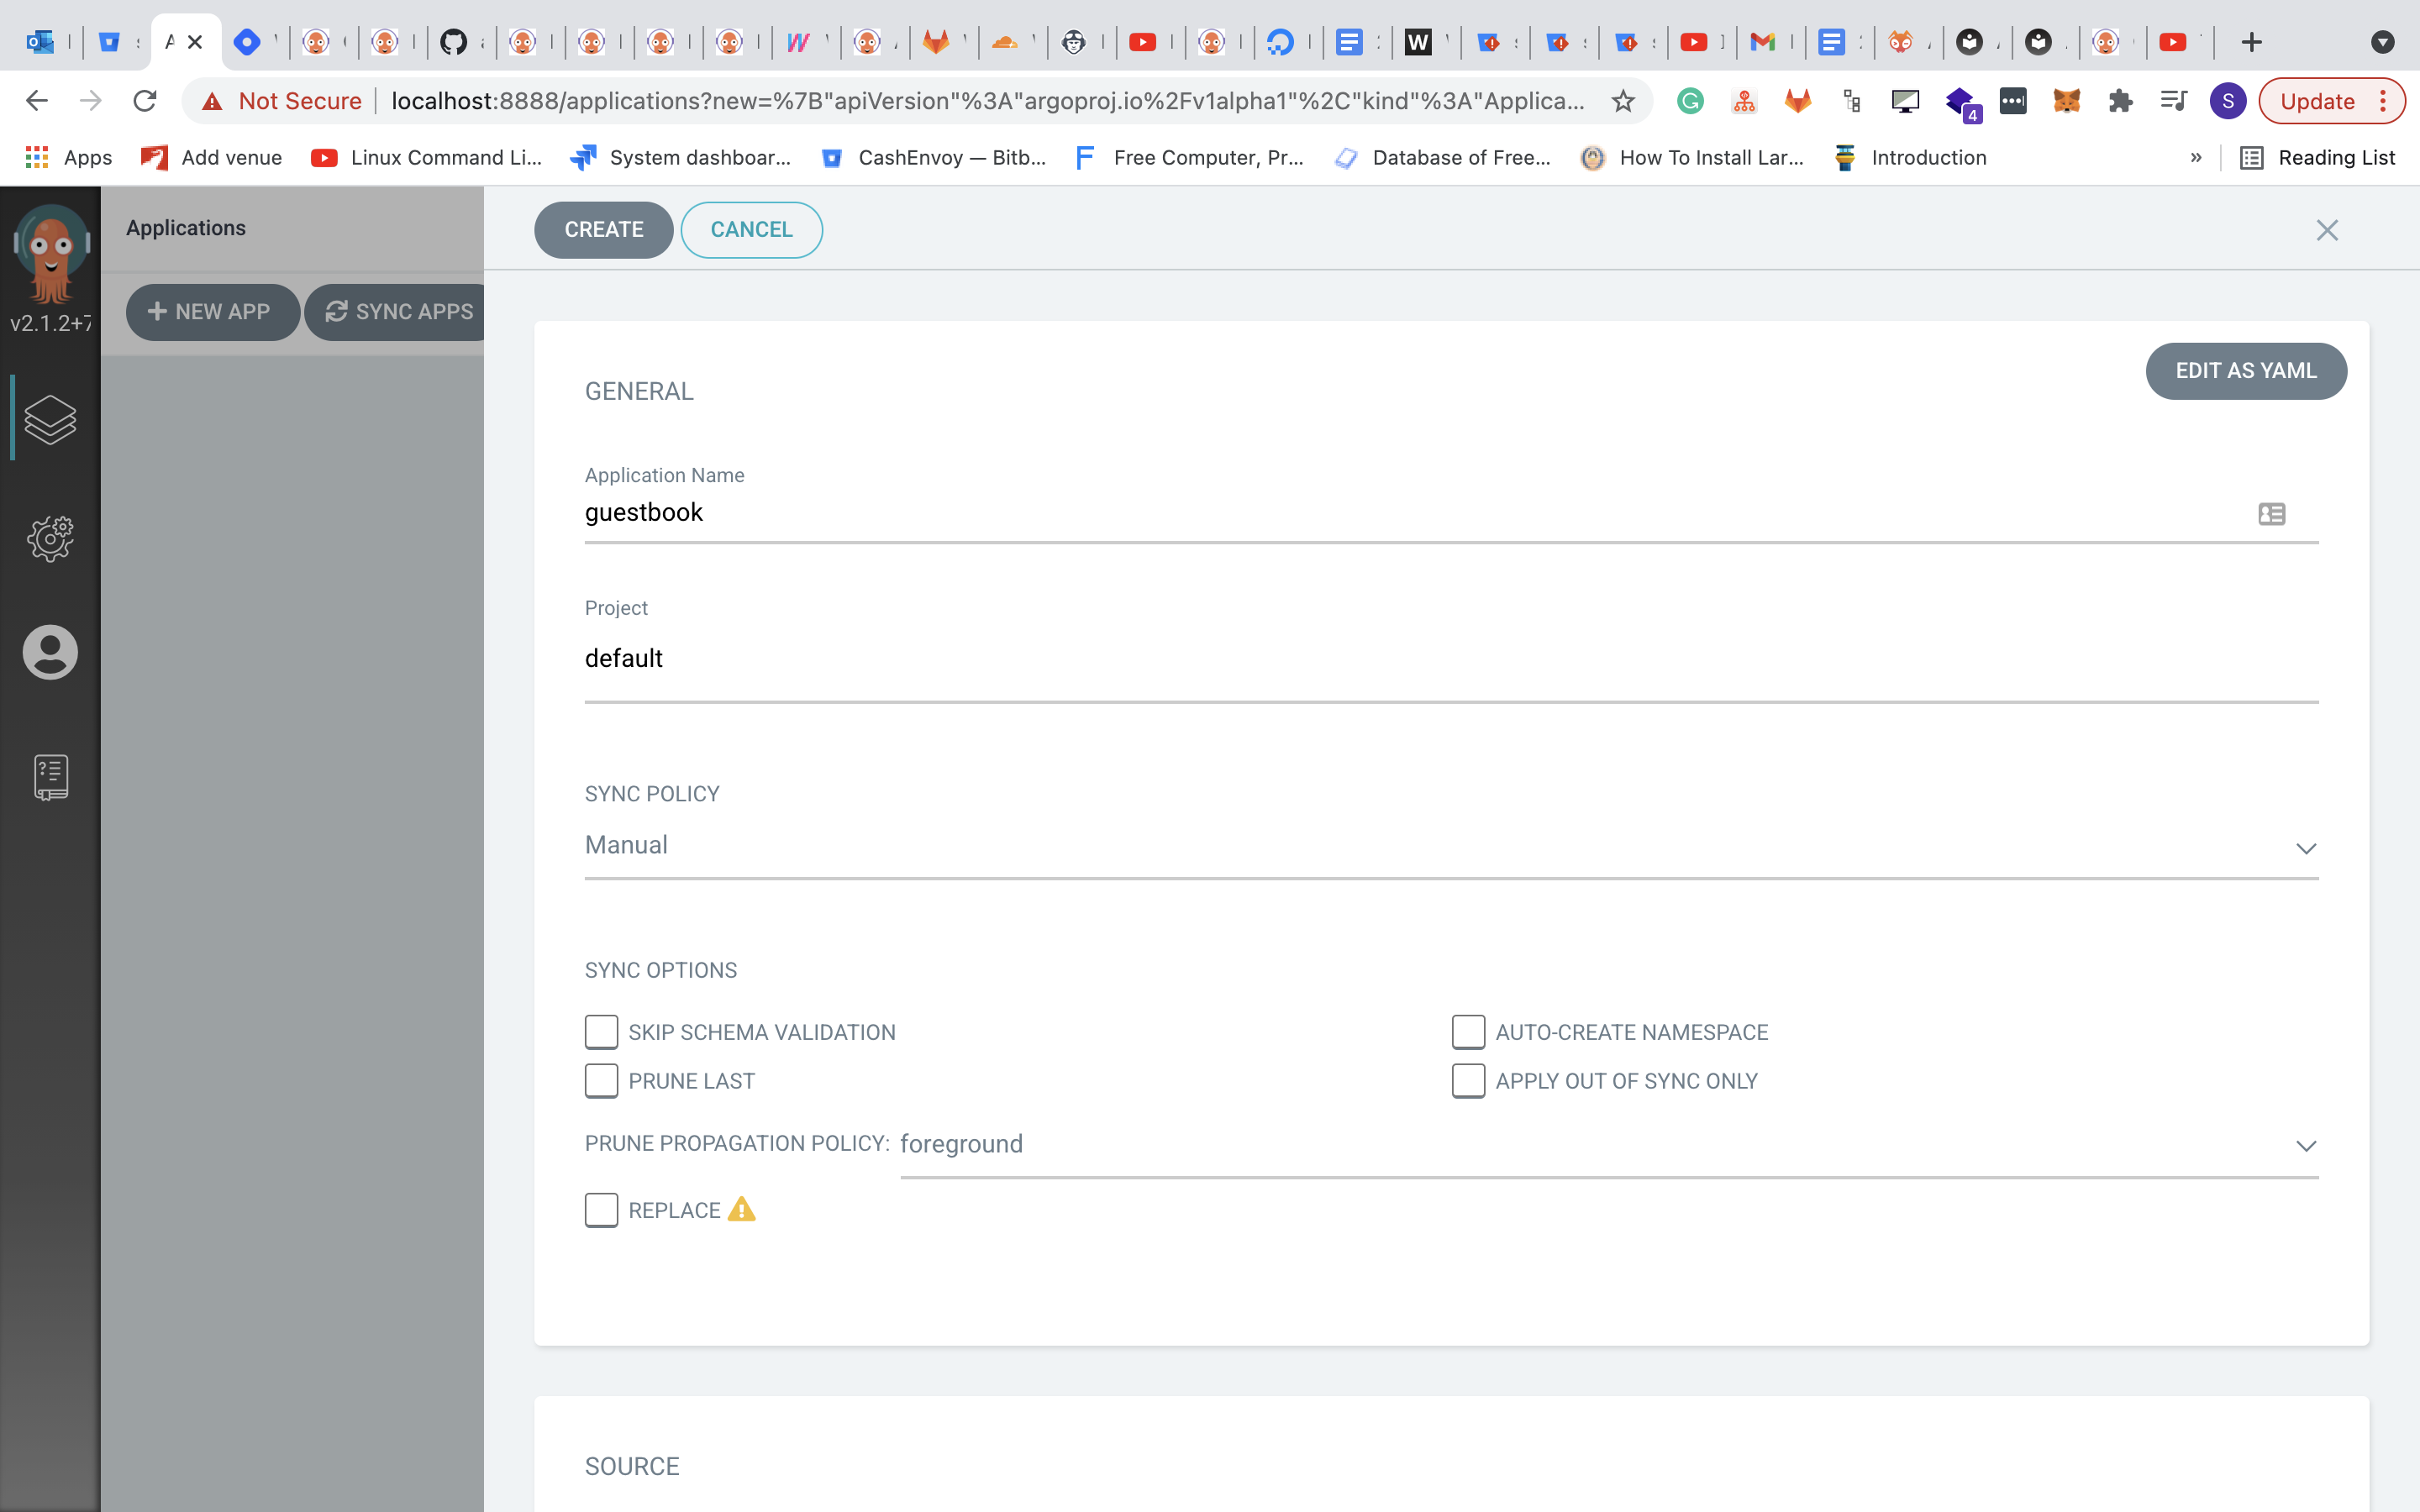 A
W
Not Secure
localhost:8888/applications?new=%7B"apiVersion"%3A"argoproj.io%2Fv1alpha1"%2C"kind"%3A"Applica...
4
S
Update
Apps
Add venue
Linux Command Li...
System dashboar...
CashEnvoy — Bitb...
Free Computer, Pr...
Database of Free...
How To Install Lar...
Introduction
»
Reading List
v2.1.2+7
Applications
NEW APP
SYNC APPS
CREATE
CANCEL
GENERAL
EDIT AS YAML
Application Name
guestbook
Project
default
SYNC POLICY
Manual
SYNC OPTIONS
SKIP SCHEMA VALIDATION
AUTO-CREATE NAMESPACE
PRUNE LAST
APPLY OUT OF SYNC ONLY
PRUNE PROPAGATION POLICY: foreground
REPLACE
SOURCE